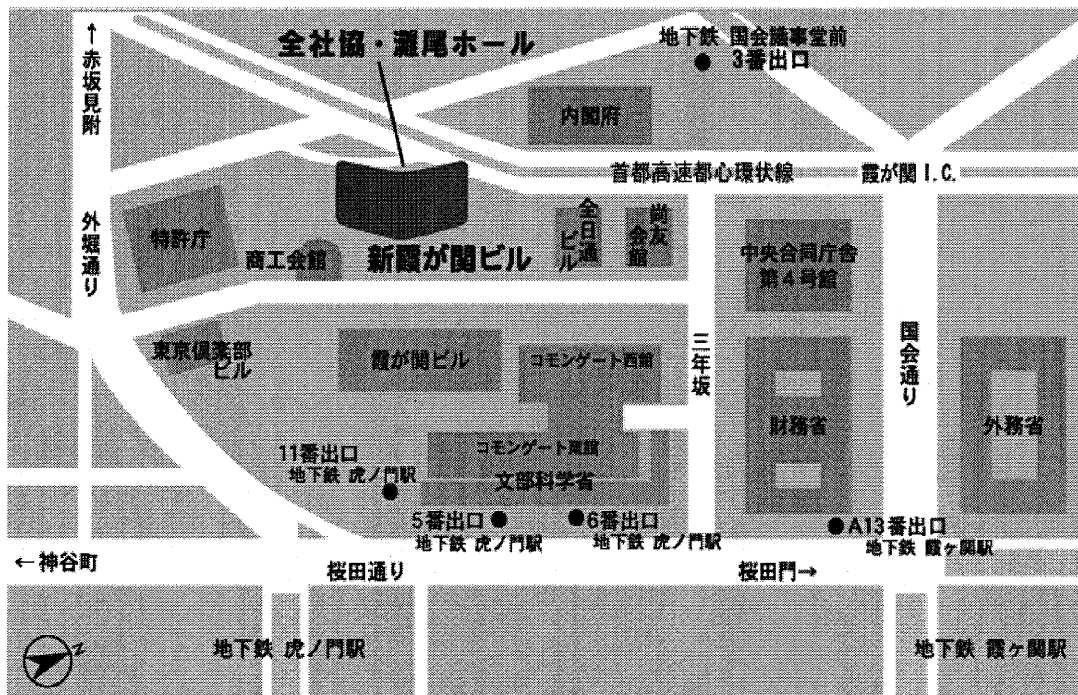 ↑赤坂見附
全社協・灘尾ホール
地下鉄 国会議事堂前
3番出口
内閣府
首都高速都心環状線
霞が関 I.C.
外堀通り
特許庁
商工会館
新霞が関ビル
全日通
ビル
尚友
会館
中央合同庁舎
第4号館
東京倶楽部
ビル
霞が関ビル
コモンゲート西館
三年坂
国会通り
財務省
外務省
コモンゲート東館
文部科学省
11番出口
地下鉄 虎ノ門駅
5番出口
地下鉄 虎ノ門駅
6番出口
地下鉄 虎ノ門駅
A13番出口
地下鉄 霞ヶ関駅
←神谷町
桜田通り
桜田門→
地下鉄 虎ノ門駅
地下鉄 霞ヶ関駅
N